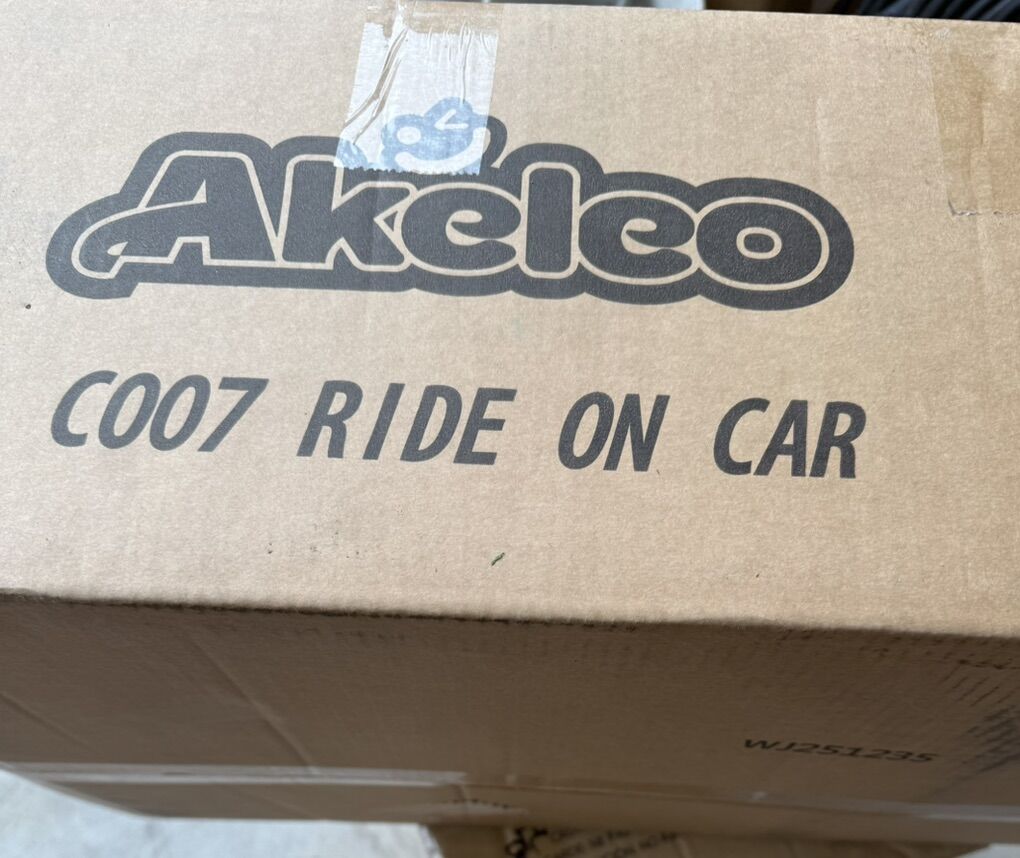 Akeleo
C007 RIDE ON CAR
WJ251235